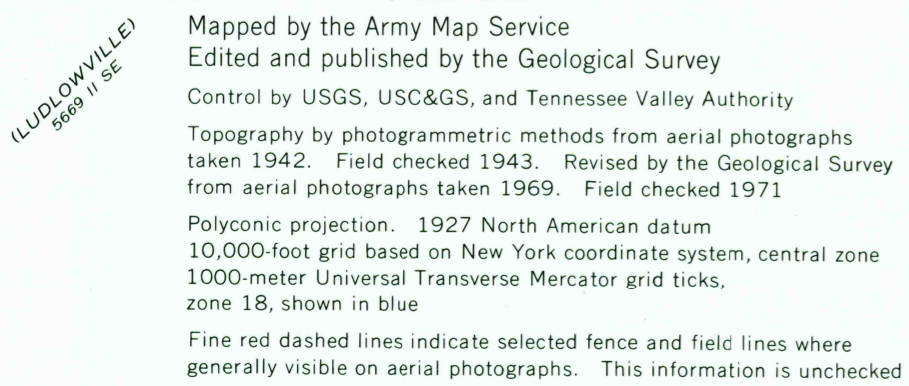 (LUDLOWVILLE)
5669 II SE
Mapped by the Army Map Service
Edited and published by the Geological Survey
Control by USGS, USC&GS, and Tennessee Valley Authority
Topography by photogrammetric methods from aerial photographs
taken 1942. Field checked 1943. Revised by the Geological Survey
from aerial photographs taken 1969. Field checked 1971
Polyconic projection. 1927 North American datum
10,000-foot grid based on New York coordinate system, central zone
1000-meter Universal Transverse Mercator grid ticks,
zone 18, shown in blue
Fine red dashed lines indicate selected fence and field lines where
generally visible on aerial photographs. This information is unchecked